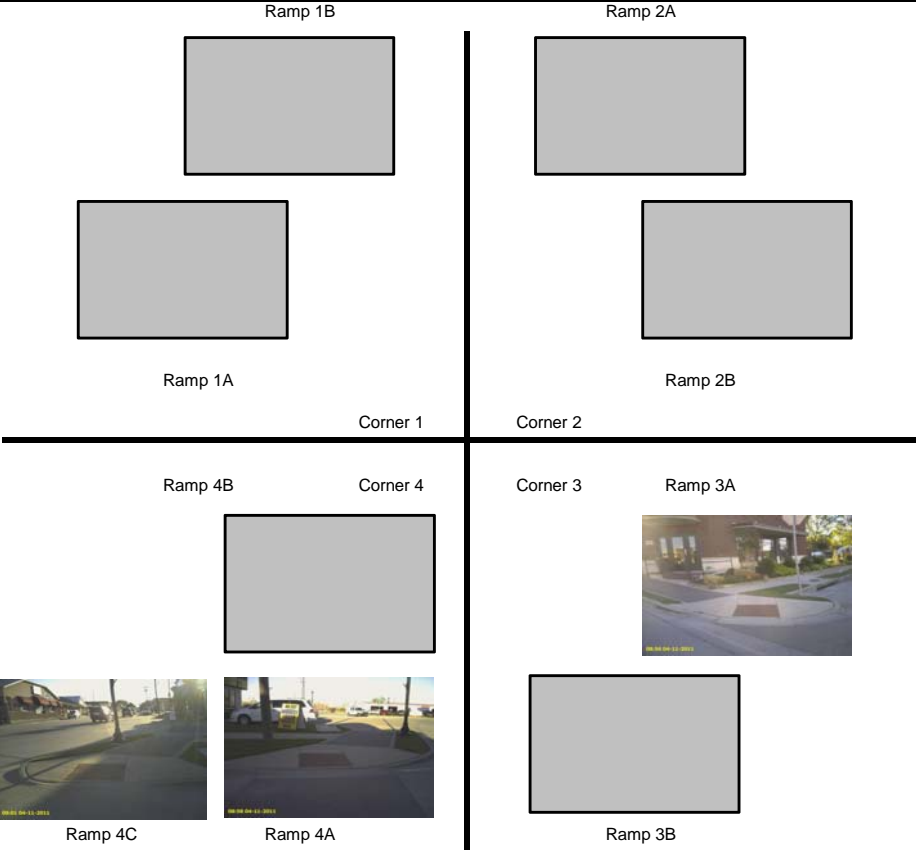 Ramp 1B
Ramp 2A
Ramp 1A
Ramp 2B
Corner 1
Corner 2
Ramp 4B
Corner 4
Corner 3
Ramp 3A
Ramp 4C
Ramp 4A
Ramp 3B